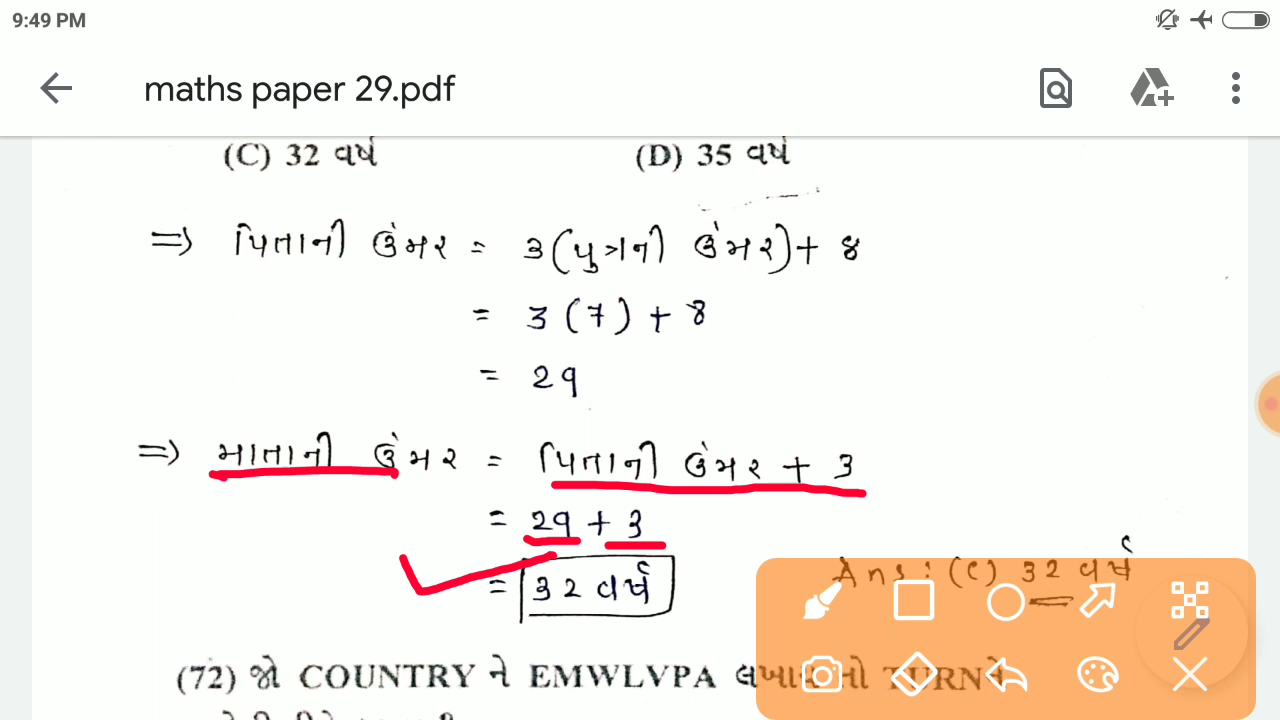 9:49 PM
maths paper 29.pdf
(C) 32 વર્ષ (D) 35 વર્ષ
⇒ પિતાની ઉંમર = 3(પુત્રની ઉંમર) + 8
= 3 (7) + 8
= 29
⇒ માતાની ઉંમર = પિતાની ઉંમર + 3
= 29 + 3
= 32 વર્ષ
Ans : (C) 32 વર્ષ
(72) જો COUNTRY ને EMWLVPA તો TURN ને